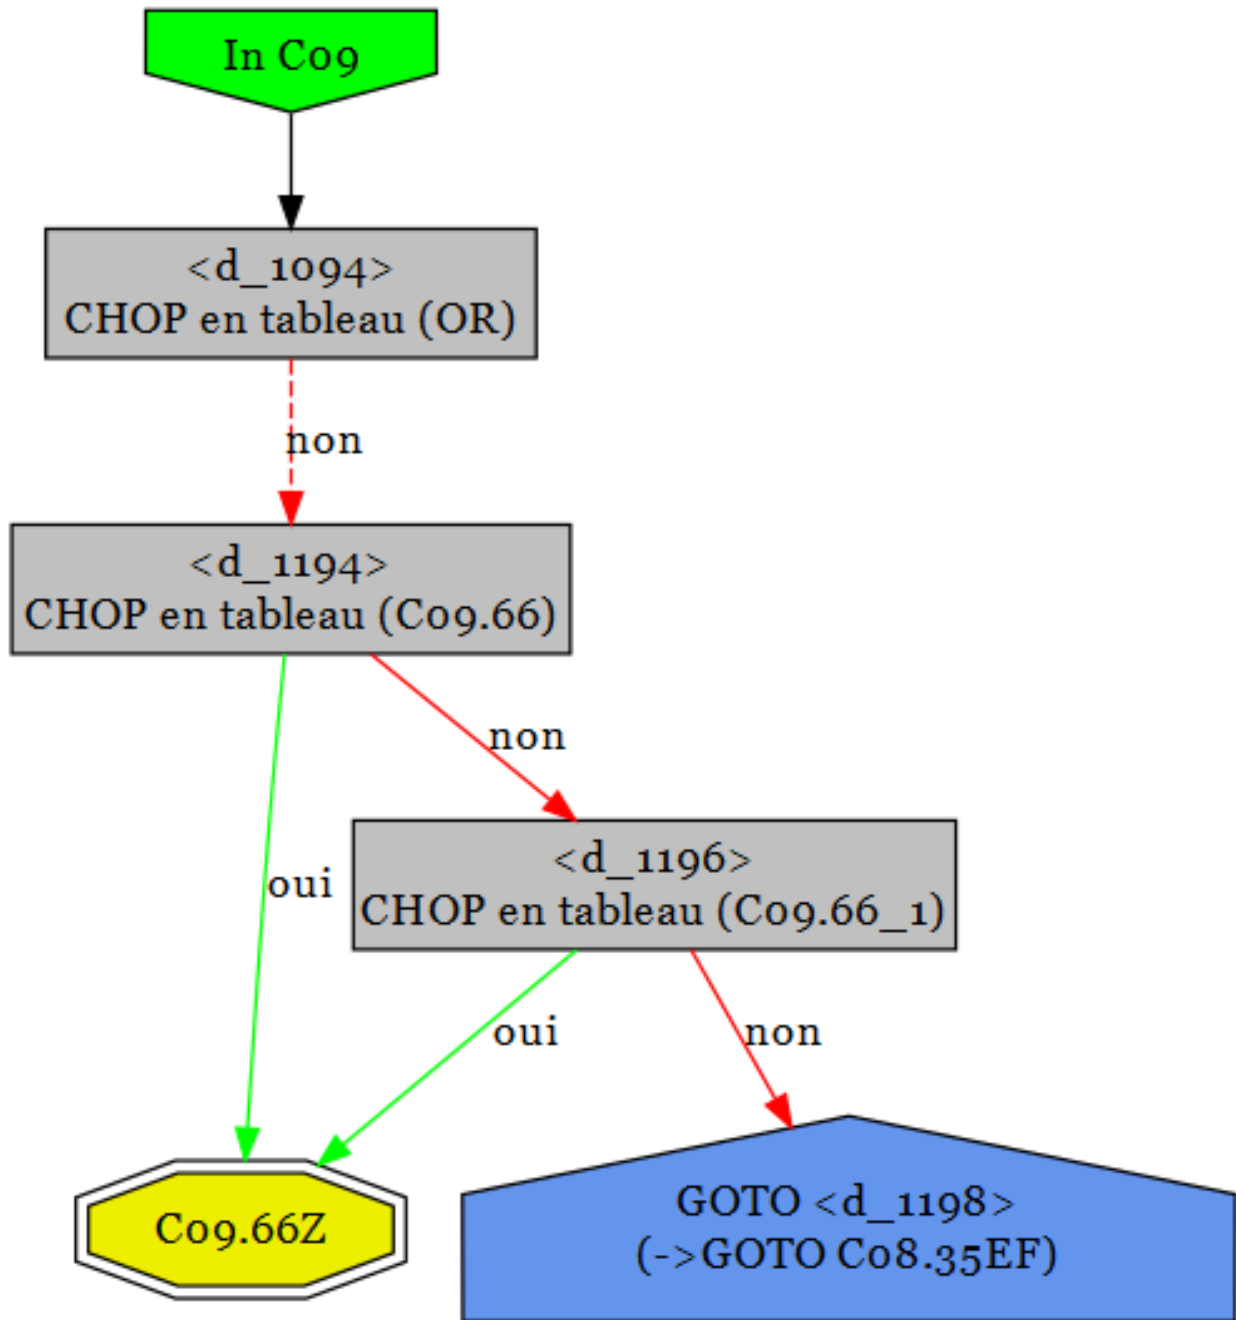 In C09
<d_1094>
CHOP en tableau (OR)
non
<d_1194>
CHOP en tableau (C09.66)
non
<d_1196>
CHOP en tableau (C09.66_1)
oui
oui
non
C09.66Z
GOTO <d_1198>
(->GOTO C08.35EF)